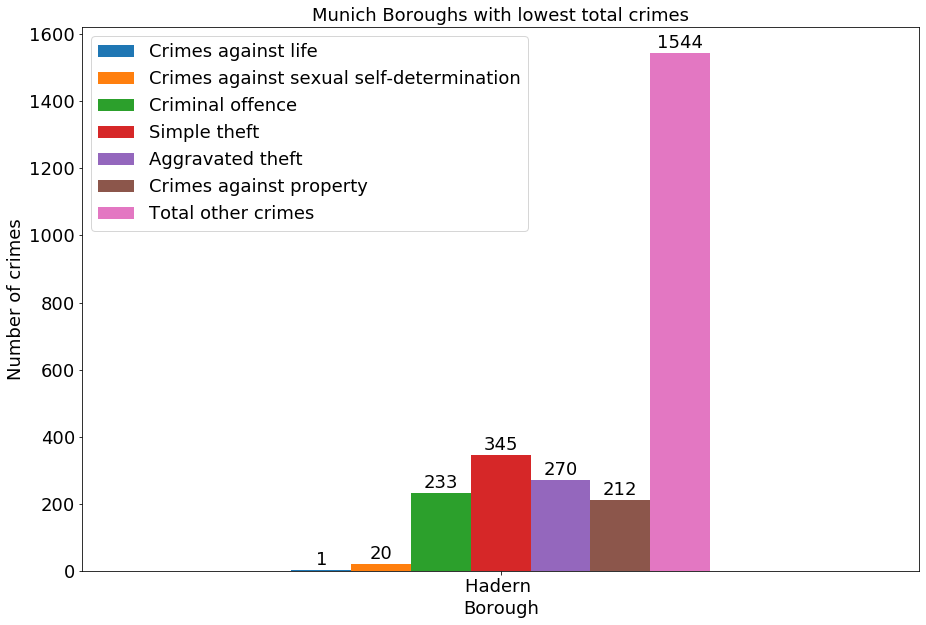 Munich Boroughs with lowest total crimes
1600
1400
1200
1000
800
600
400
200
0
Number of crimes
Crimes against life
Crimes against sexual self-determination
Criminal offence
Simple theft
Aggravated theft
Crimes against property
Total other crimes
1
20
233
345
270
212
1544
Hadern
Borough